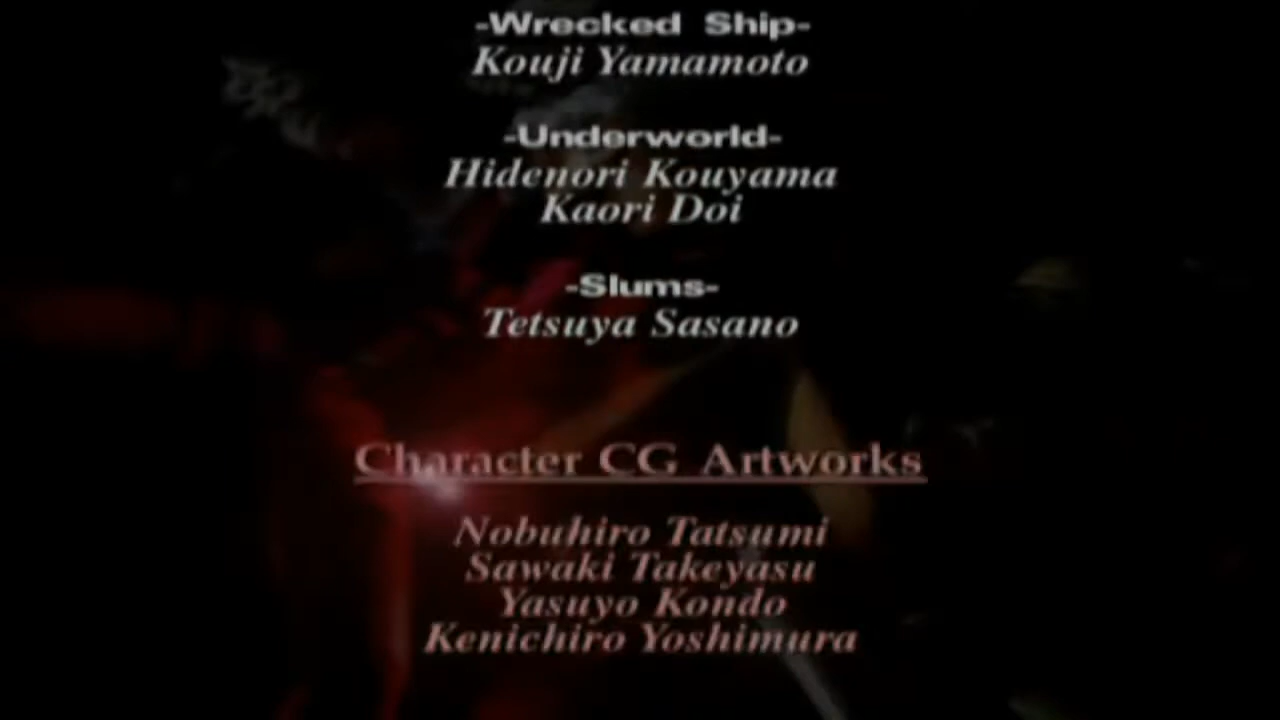 -Wrecked Ship-
Kouji Yamamoto
-Underworld-
Hidenori Kouyama
Kaori Doi
-Slums-
Tetsuya Sasano
Character CG Artworks
Nobuhiro Tatsumi
Sawaki Takeyasu
Yasuyo Kondo
Kenichiro Yoshimura